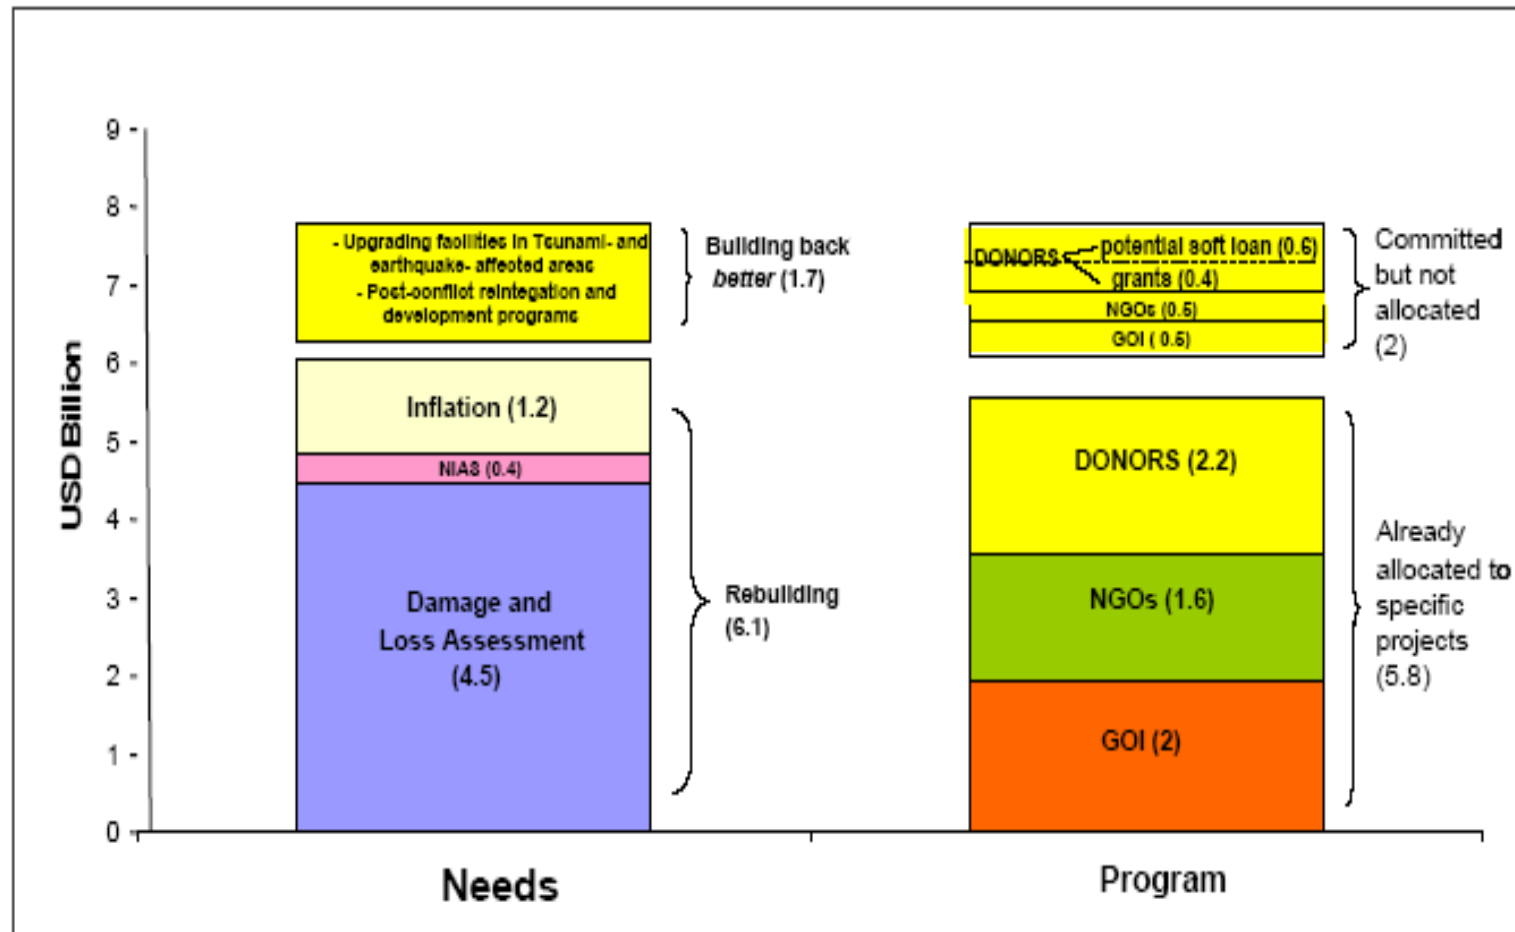 USD Billion
9
8
7
6
5
4
3
2
1
0
- Upgrading facilities in Tsunami- and
earthquake- affected areas
- Post-conflict reintegation and
development programs
Building back
better (1.7)
Inflation (1.2)
NIAS (0.4)
Damage and
Loss Assessment
(4.5)
Rebuilding
(6.1)
Needs
DONORS
potential soft loan (0.6)
grants (0.4)
NGOs (0.5)
GOI ( 0.5)
Committed
but not
allocated
(2)
DONORS (2.2)
NGOs (1.6)
GOI (2)
Already
allocated to
specific
projects
(5.8)
Program